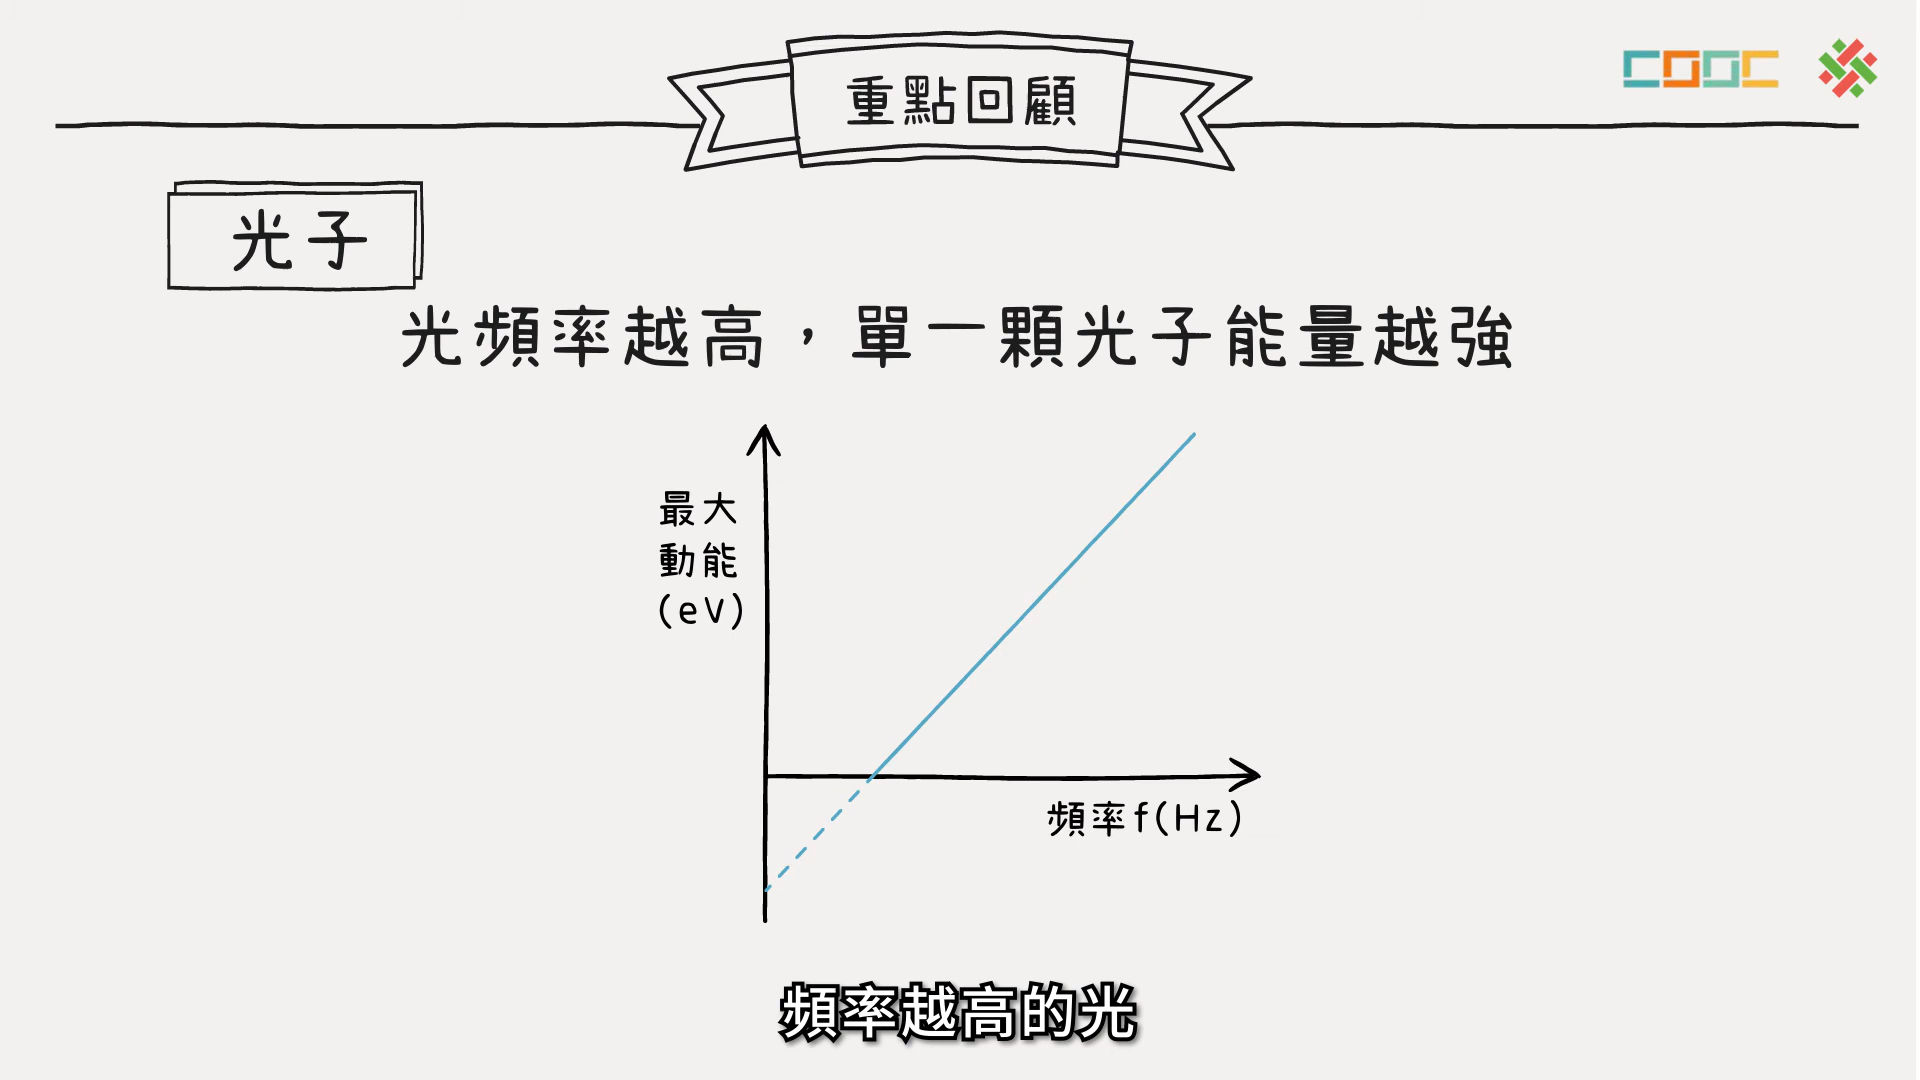 重點回顧
COOC
光子
光頻率越高，單一顆光子能量越強
最大
動能
(eV)
頻率f(Hz)
頻率越高的光